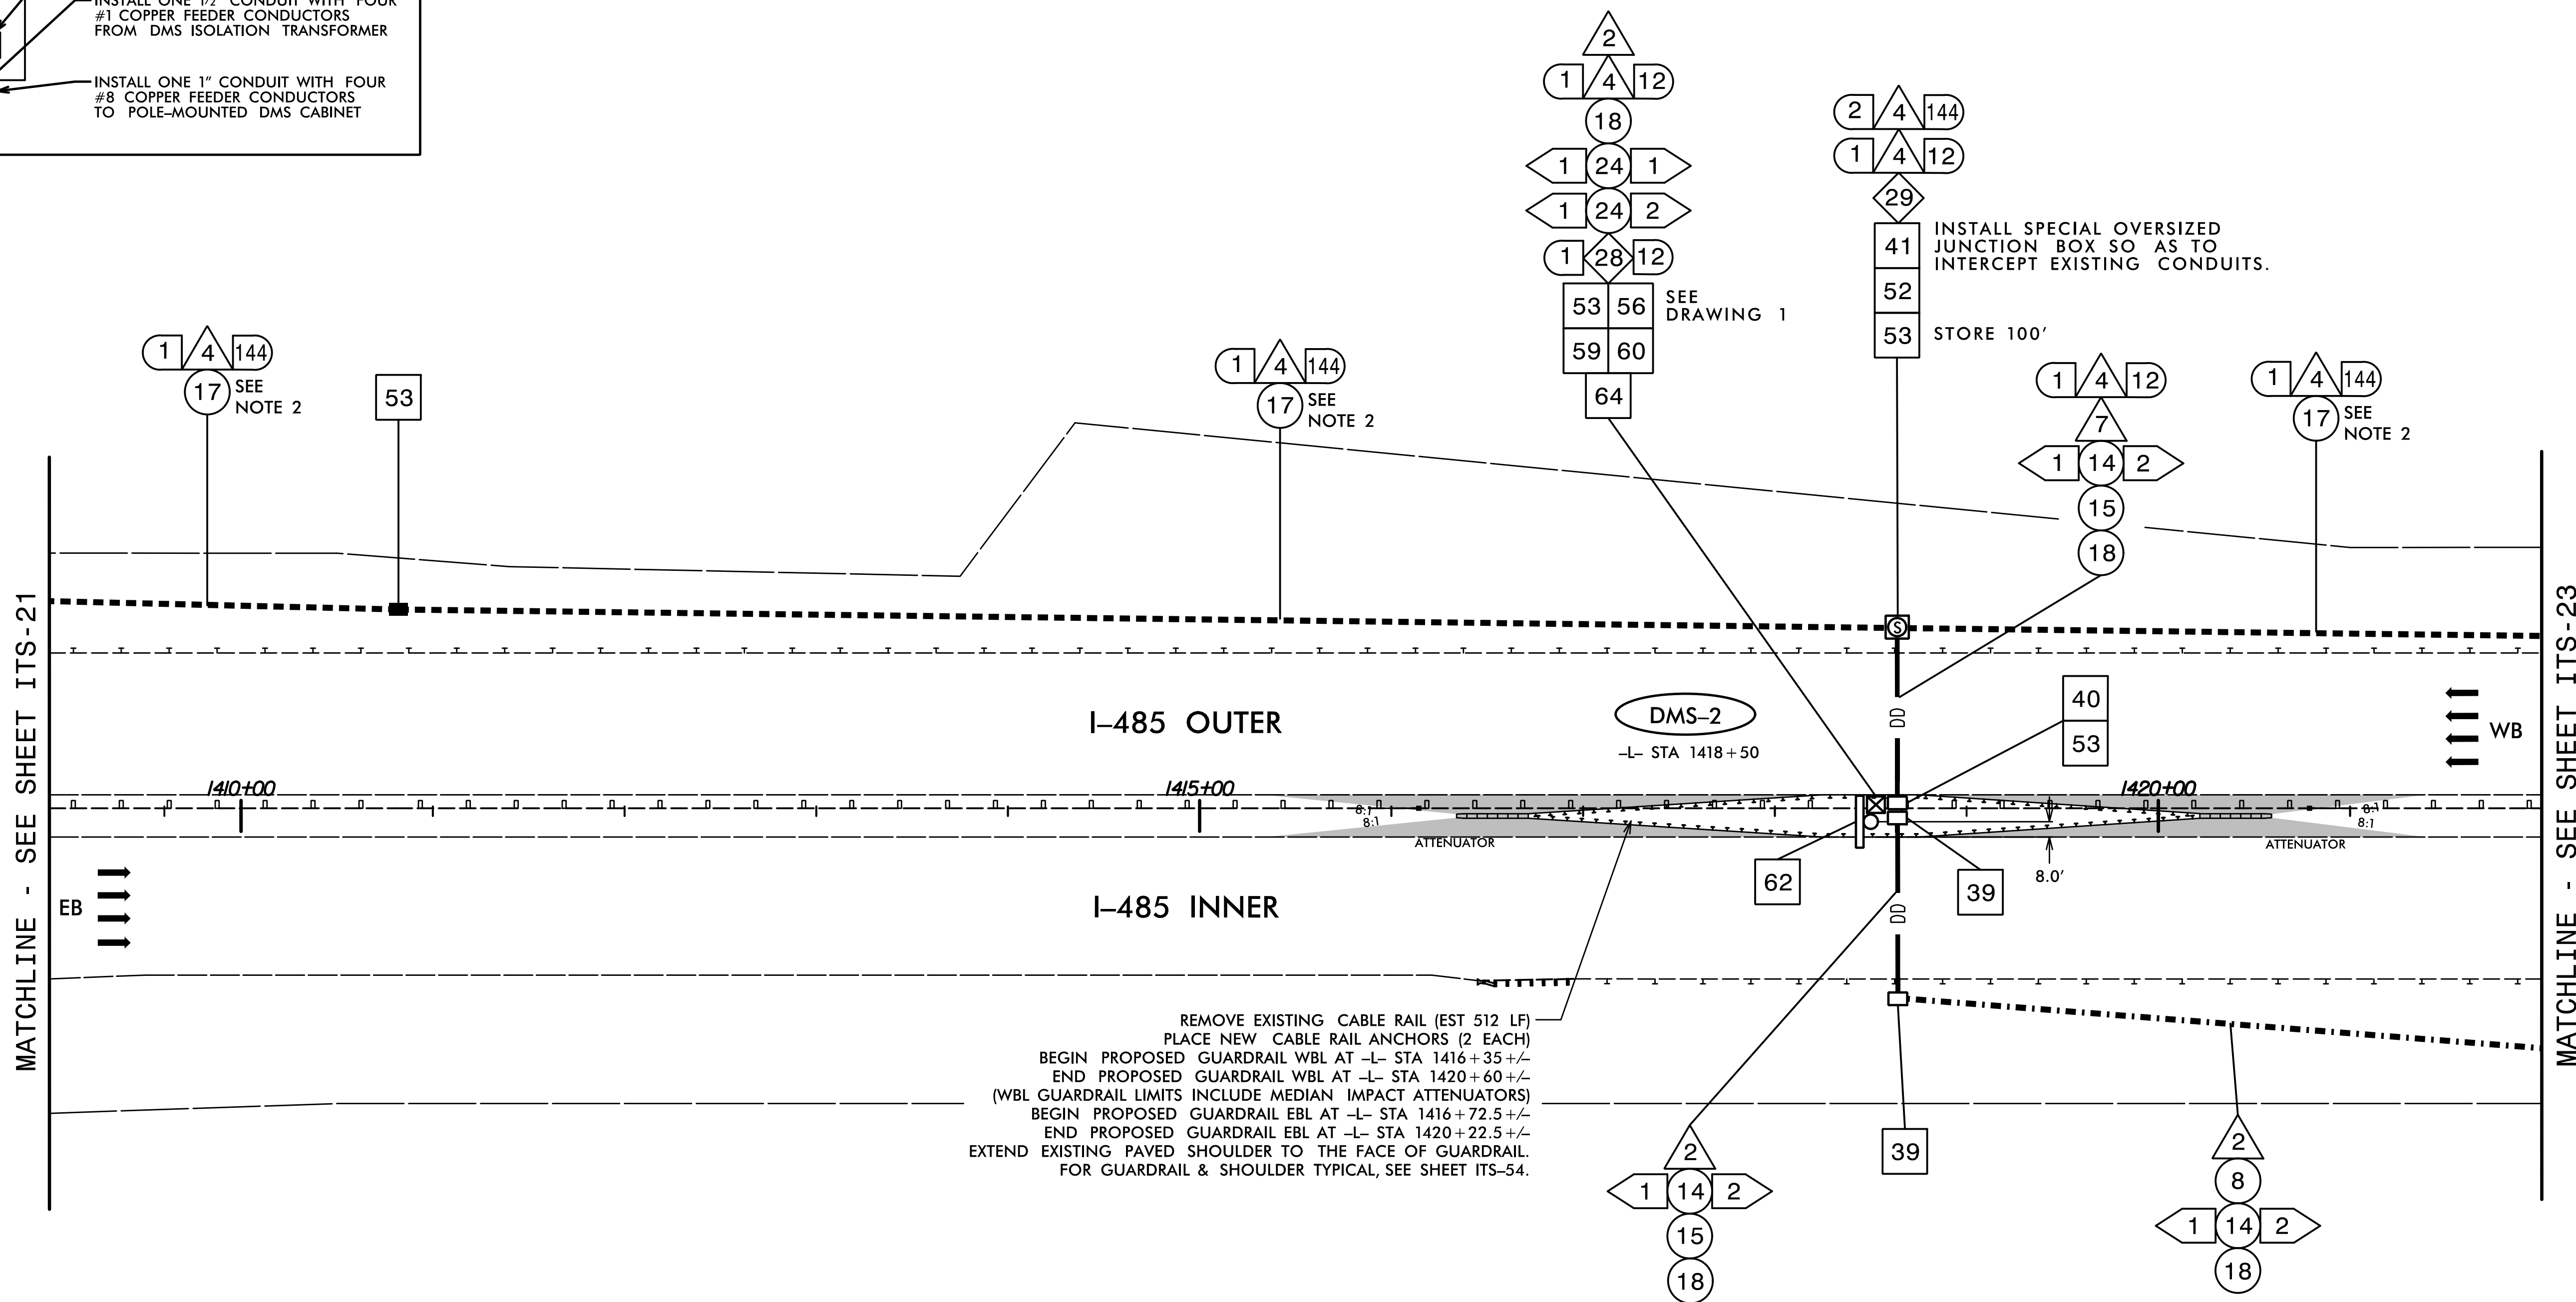 INSTALL ONE 1½" CONDUIT WITH FOUR
#1 COPPER FEEDER CONDUCTORS
FROM DMS ISOLATION TRANSFORMER
INSTALL ONE 1" CONDUIT WITH FOUR
#8 COPPER FEEDER CONDUCTORS
TO POLE-MOUNTED DMS CABINET
2
1 4 12
18
1 24 1
1 24 2
1 28 12
53 56
59 60
64
SEE
DRAWING 1
2 4 144
1 4 12
29
41
52
53
INSTALL SPECIAL OVERSIZED
JUNCTION BOX SO AS TO
INTERCEPT EXISTING CONDUITS.
STORE 100'
1 4 144
17
SEE
NOTE 2
53
1 4 144
17
SEE
NOTE 2
1 4 12
7
1 14 2
15
18
1 4 144
17
SEE
NOTE 2
MATCHLINE - SEE SHEET ITS-21
MATCHLINE - SEE SHEET ITS-23
S
I-485 OUTER
DMS-2
-L- STA 1418+50
DD
40
53
WB
1410+00
1415+00
1420+00
8:1
8:1
8:1
8:1
ATTENUATOR
ATTENUATOR
62
39
8.0'
EB
I-485 INNER
DD
REMOVE EXISTING CABLE RAIL (EST 512 LF)
PLACE NEW CABLE RAIL ANCHORS (2 EACH)
BEGIN PROPOSED GUARDRAIL WBL AT -L- STA 1416+35+/-
END PROPOSED GUARDRAIL WBL AT -L- STA 1420+60+/-
(WBL GUARDRAIL LIMITS INCLUDE MEDIAN IMPACT ATTENUATORS)
BEGIN PROPOSED GUARDRAIL EBL AT -L- STA 1416+72.5+/-
END PROPOSED GUARDRAIL EBL AT -L- STA 1420+22.5+/-
EXTEND EXISTING PAVED SHOULDER TO THE FACE OF GUARDRAIL.
FOR GUARDRAIL & SHOULDER TYPICAL, SEE SHEET ITS-54.
2
1 14 2
15
18
39
2
8
1 14 2
18